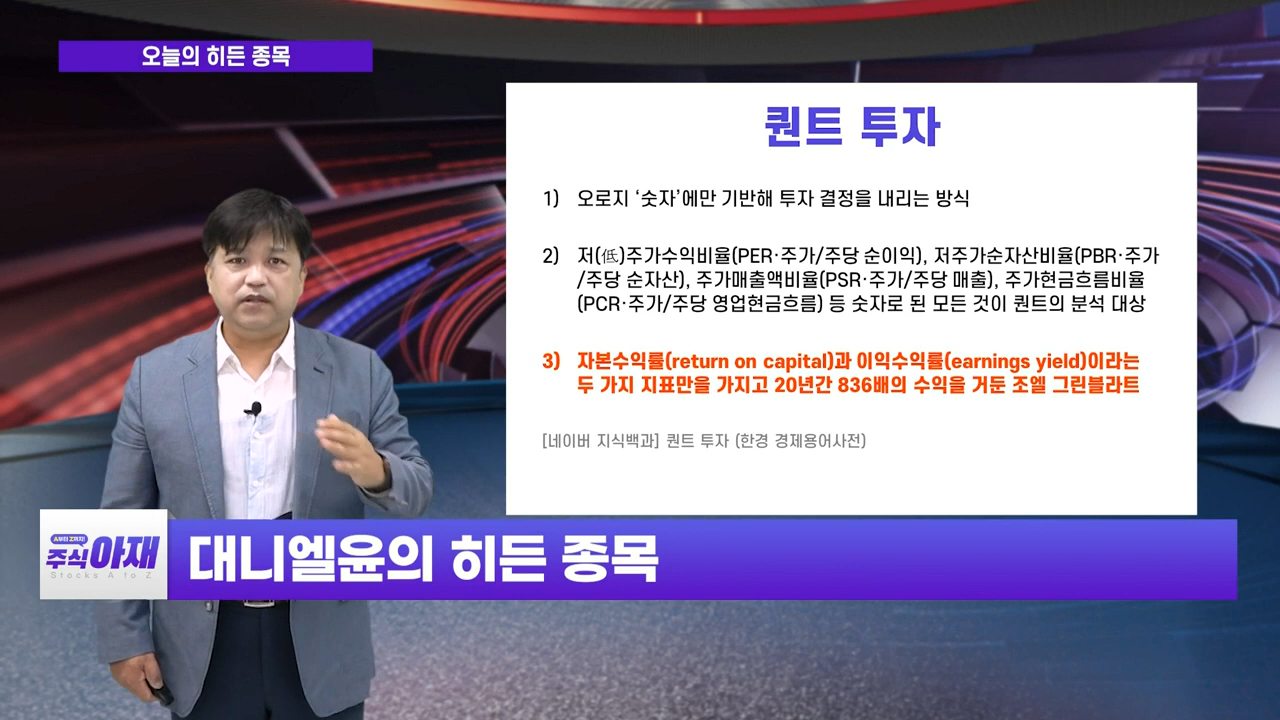 오늘의 히든 종목
퀀트 투자
1) 오로지 ‘숫자’에만 기반해 투자 결정을 내리는 방식
2) 저(低)주가수익비율(PER·주가/주당 순이익), 저주가순자산비율(PBR·주가
/주당 순자산), 주가매출액비율(PSR·주가/주당 매출), 주가현금흐름비율
(PCR·주가/주당 영업현금흐름) 등 숫자로 된 모든 것이 퀀트의 분석 대상
3) 자본수익률(return on capital)과 이익수익률(earnings yield)이라는
두 가지 지표만을 가지고 20년간 836배의 수익을 거둔 조엘 그린블라트
[네이버 지식백과] 퀀트 투자 (한경 경제용어사전)
A부터 Z까지!
주식아재
Stocks A to Z
대니엘윤의 히든 종목